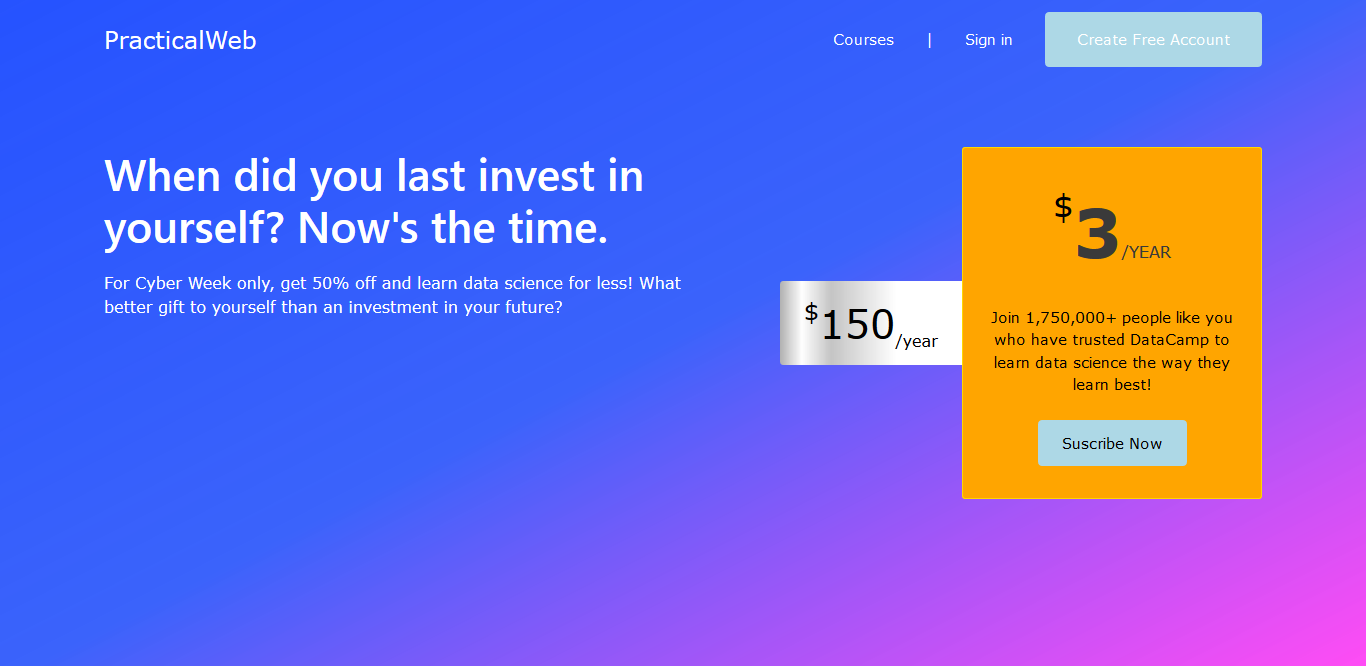 PracticalWeb
Courses | Sign in Create Free Account
When did you last invest in
yourself? Now's the time.
For Cyber Week only, get 50% off and learn data science for less! What
better gift to yourself than an investment in your future?
$150/year
$3/YEAR
Join 1,750,000+ people like you
who have trusted DataCamp to
learn data science the way they
learn best!
Suscribe Now